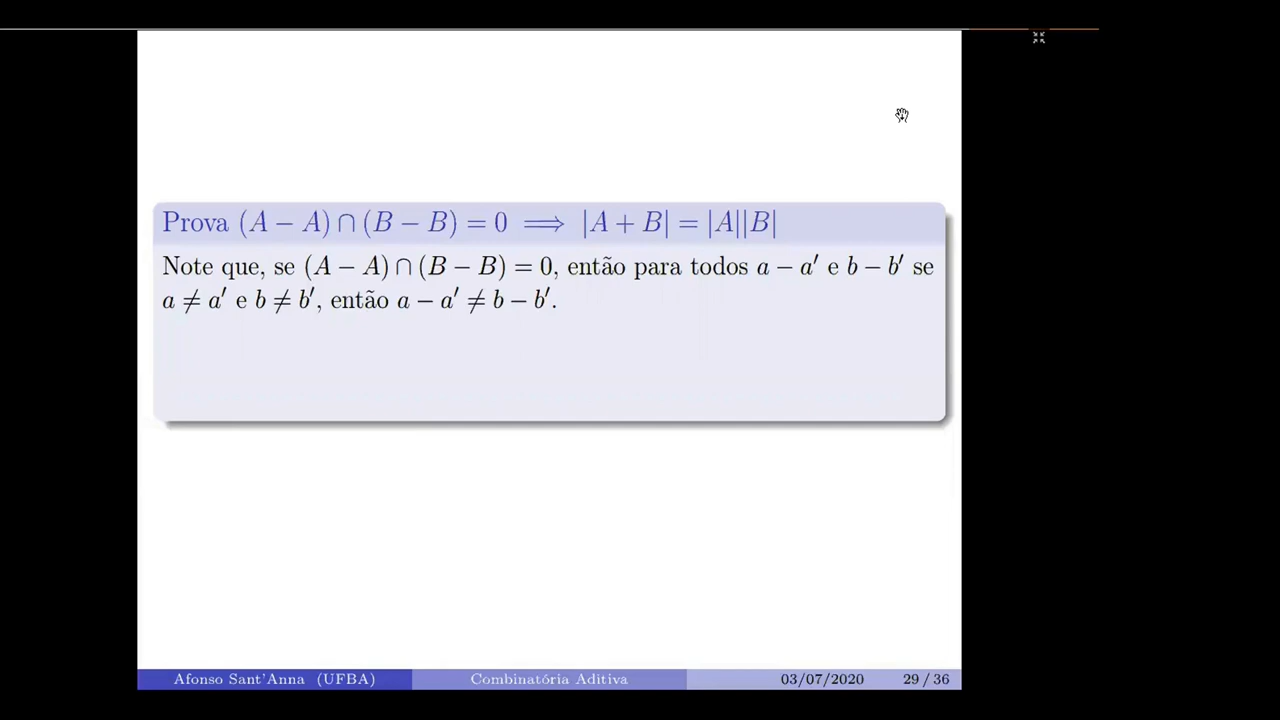 Prova (A − A) ∩ (B − B) = 0 ⟹ |A + B| = |A||B|
Note que, se (A − A) ∩ (B − B) = 0, então para todos a − a′ e b − b′ se
a ≠ a′ e b ≠ b′, então a − a′ ≠ b − b′.
Afonso Sant'Anna (UFBA) Combinatória Aditiva 03/07/2020 29 / 36